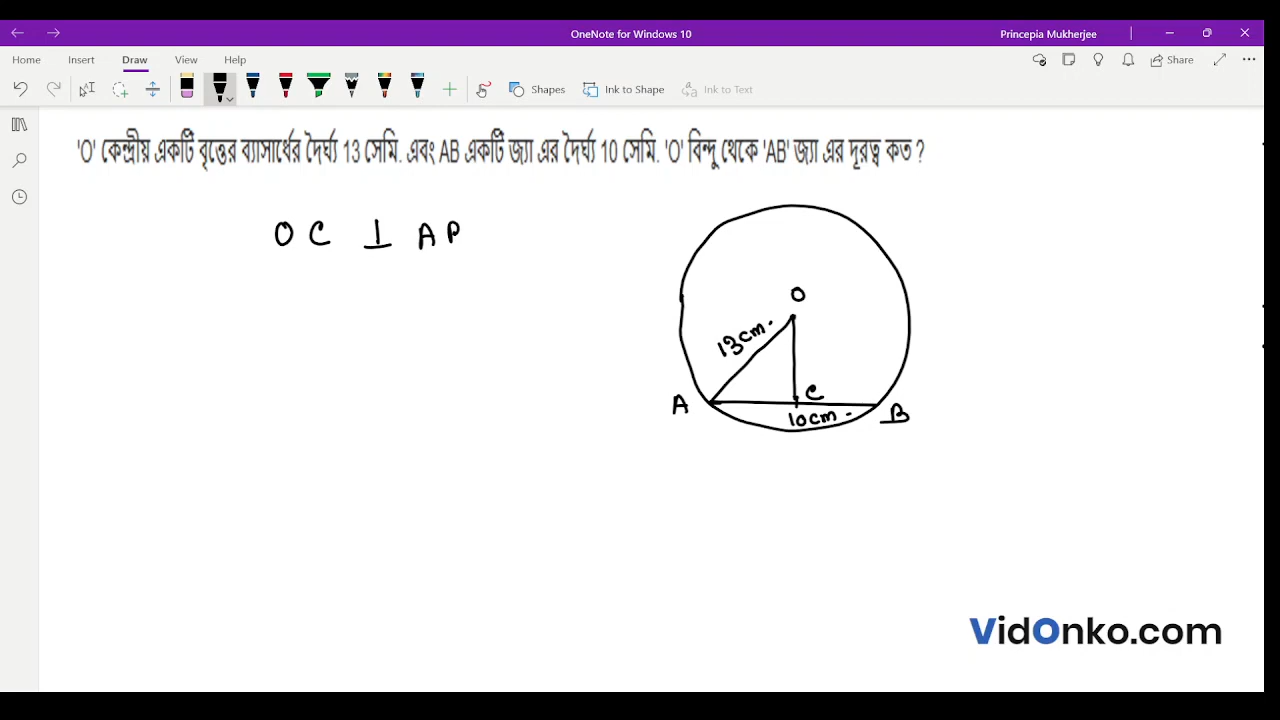 OneNote for Windows 10
Princepia Mukherjee
Home Insert Draw View Help
Share
Shapes Ink to Shape Ink to Text
'O' কেন্দ্রীয় একটি বৃত্তের ব্যাসার্ধের দৈর্ঘ্য 13 সেমি. এবং AB একটি জ্যা এর দৈর্ঘ্য 10 সেমি. 'O' বিন্দু থেকে 'AB' জ্যা এর দূরত্ব কত ?
O C ⊥ A P
O
13cm.
C
A
10cm.
B
VidOnko.com